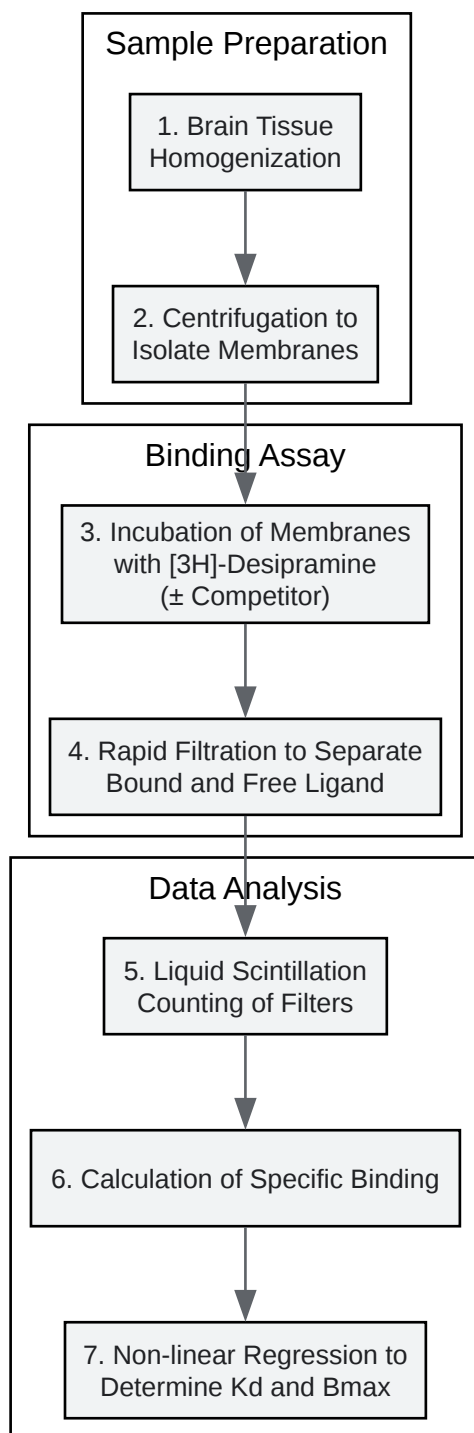 Sample Preparation
1. Brain Tissue
Homogenization
2. Centrifugation to
Isolate Membranes
Binding Assay
3. Incubation of Membranes
with [3H]-Desipramine
(± Competitor)
4. Rapid Filtration to Separate
Bound and Free Ligand
Data Analysis
5. Liquid Scintillation
Counting of Filters
6. Calculation of Specific Binding
7. Non-linear Regression to
Determine Kd and Bmax